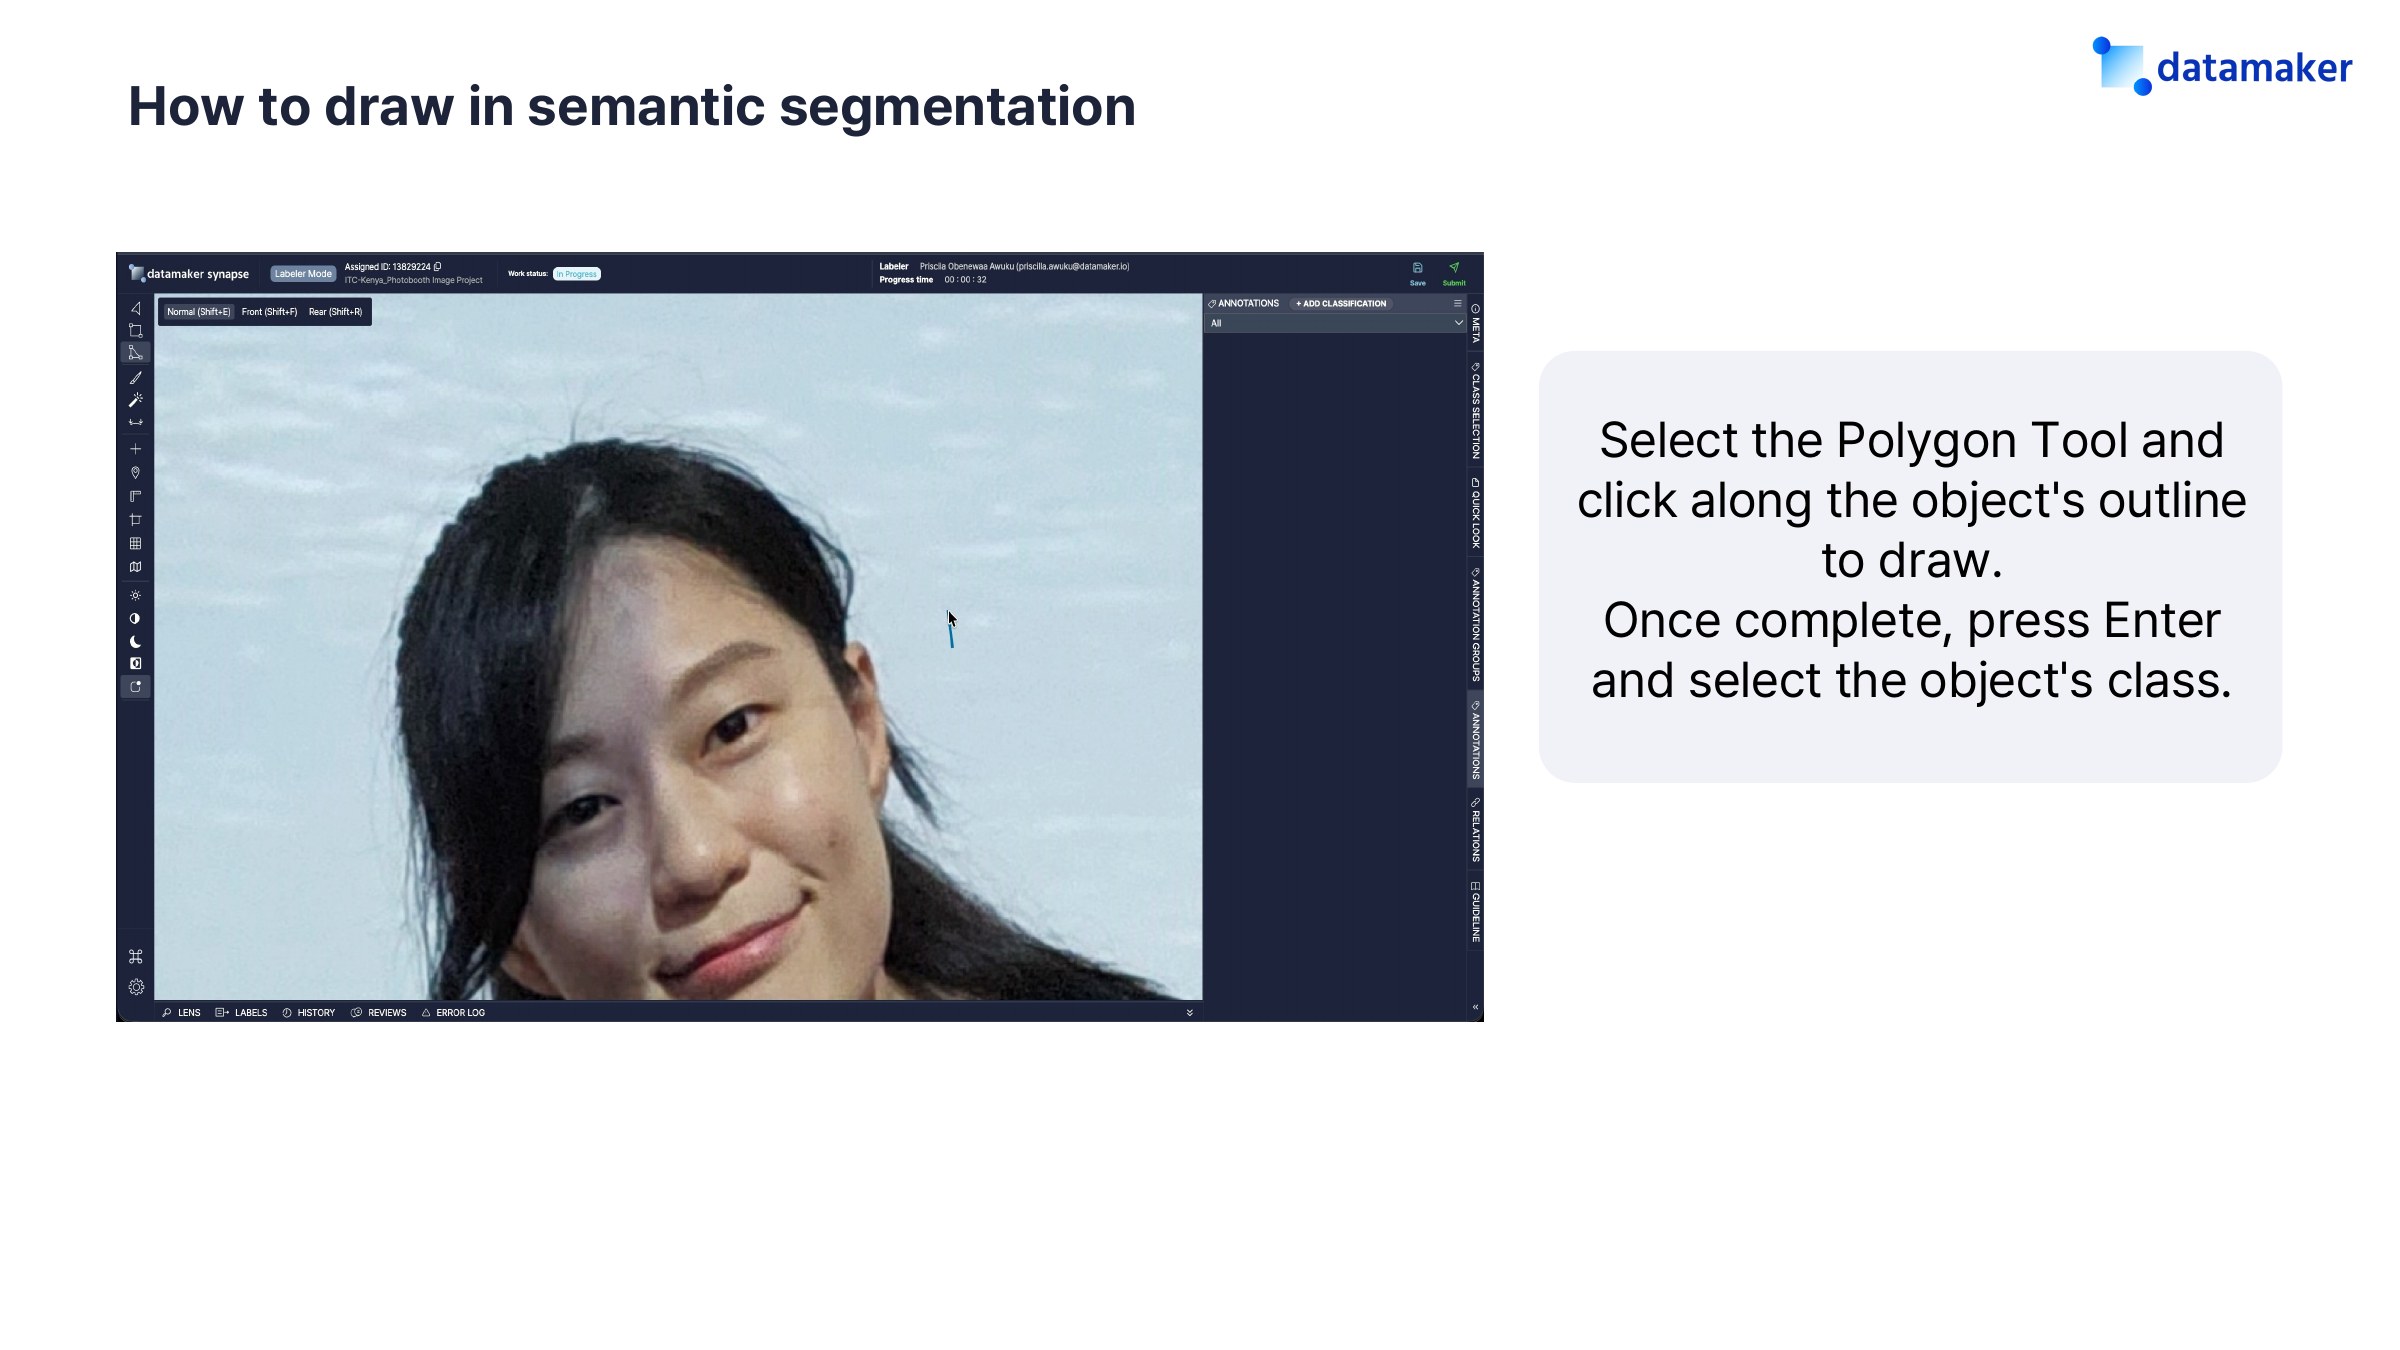 How to draw in semantic segmentation
datamaker
datamaker synapse
Labeler Mode
Assigned ID: 13829224
ITC-Kenya_Photobooth Image Project
Work status: In Progress
Labeler Priscila Obenewaa Awuku (priscilla.awuku@datamaker.io)
Progress time 00 : 00 : 32
Save
Submit
Normal (Shift+E) Front (Shift+F) Rear (Shift+R)
ANNOTATIONS + ADD CLASSIFICATION
All
META
CLASS SELECTION
QUICK LOOK
ANNOTATION GROUPS
ANNOTATIONS
RELATIONS
GUIDELINE
LENS LABELS HISTORY REVIEWS ERROR LOG
Select the Polygon Tool and
click along the object's outline
to draw.
Once complete, press Enter
and select the object's class.